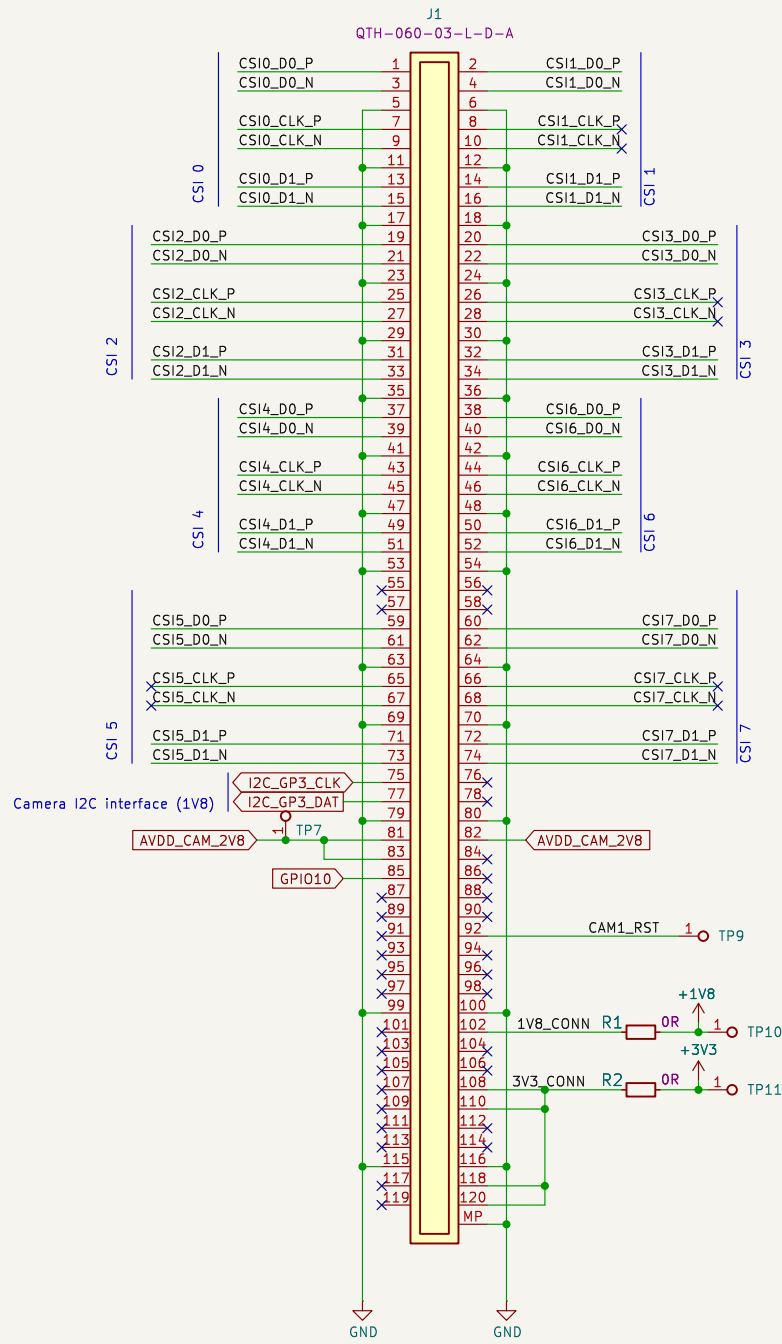 J1
QTH-060-03-L-D-A
CSI0_D0_P 1 2 CSI1_D0_P
CSI0_D0_N 3 4 CSI1_D0_N
5 6
CSI0_CLK_P 7 8 CSI1_CLK_P
CSI0_CLK_N 9 10 CSI1_CLK_N
CSI 0 11 12 CSI 1
CSI0_D1_P 13 14 CSI1_D1_P
CSI0_D1_N 15 16 CSI1_D1_N
17 18
CSI2_D0_P 19 20 CSI3_D0_P
CSI2_D0_N 21 22 CSI3_D0_N
23 24
CSI2_CLK_P 25 26 CSI3_CLK_P
CSI2_CLK_N 27 28 CSI3_CLK_N
CSI 2 29 30 CSI 3
CSI2_D1_P 31 32 CSI3_D1_P
CSI2_D1_N 33 34 CSI3_D1_N
35 36
CSI4_D0_P 37 38 CSI6_D0_P
CSI4_D0_N 39 40 CSI6_D0_N
41 42
CSI4_CLK_P 43 44 CSI6_CLK_P
CSI4_CLK_N 45 46 CSI6_CLK_N
CSI 4 47 48 CSI 6
CSI4_D1_P 49 50 CSI6_D1_P
CSI4_D1_N 51 52 CSI6_D1_N
53 54
55 56
57 58
CSI5_D0_P 59 60 CSI7_D0_P
CSI5_D0_N 61 62 CSI7_D0_N
63 64
CSI5_CLK_P 65 66 CSI7_CLK_P
CSI5_CLK_N 67 68 CSI7_CLK_N
CSI 5 69 70 CSI 7
CSI5_D1_P 71 72 CSI7_D1_P
CSI5_D1_N 73 74 CSI7_D1_N
I2C_GP3_CLK 75 76
Camera I2C interface (1V8) I2C_GP3_DAT 77 78
79 80
1 TP7
AVDD_CAM_2V8 81 82 AVDD_CAM_2V8
83 84
GPIO10 85 86
87 88
89 90
91 92 CAM1_RST 1 TP9
93 94
95 96
97 98
99 100 +1V8
101 102 1V8_CONN R1 0R 1 TP10
103 104 +3V3
105 106
107 108 3V3_CONN R2 0R 1 TP11
109 110
111 112
113 114
115 116
117 118
119 120
MP
GND GND